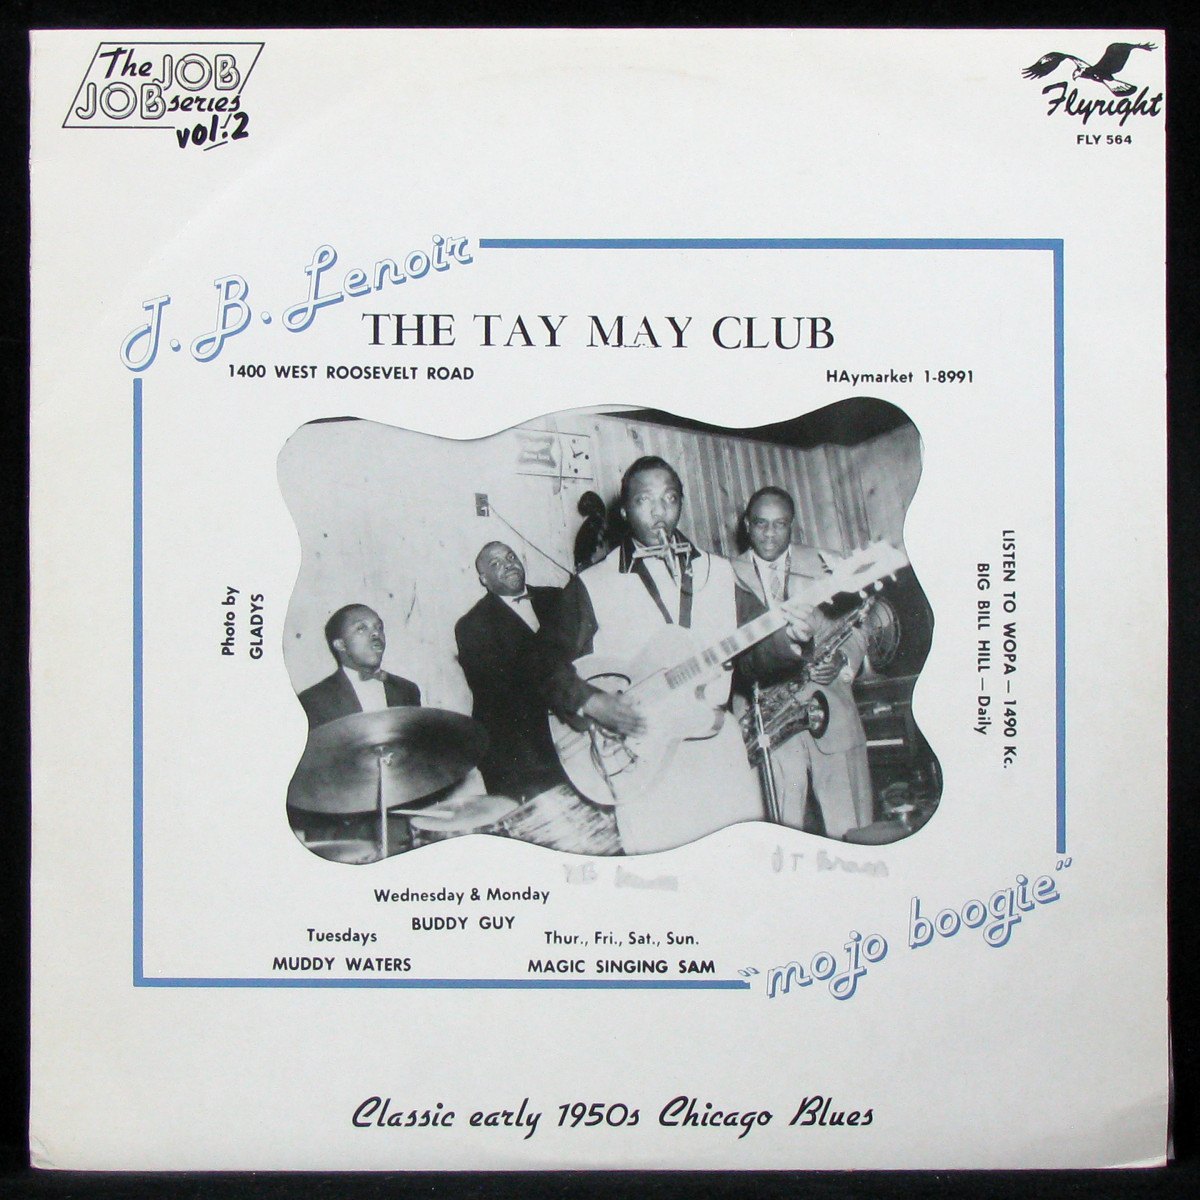 The JOB
JOB series
vol. 2
Flyright
FLY 564
J. B. Lenoir
THE TAY MAY CLUB
1400 WEST ROOSEVELT ROAD
HAymarket 1-8991
Photo by
GLADYS
LISTEN TO WOPA — 1490 Kc.
BIG BILL HILL — Daily
Wednesday & Monday
BUDDY GUY
Tuesdays
MUDDY WATERS
Thur., Fri., Sat., Sun.
MAGIC SINGING SAM
"mojo boogie"
Classic early 1950s Chicago Blues